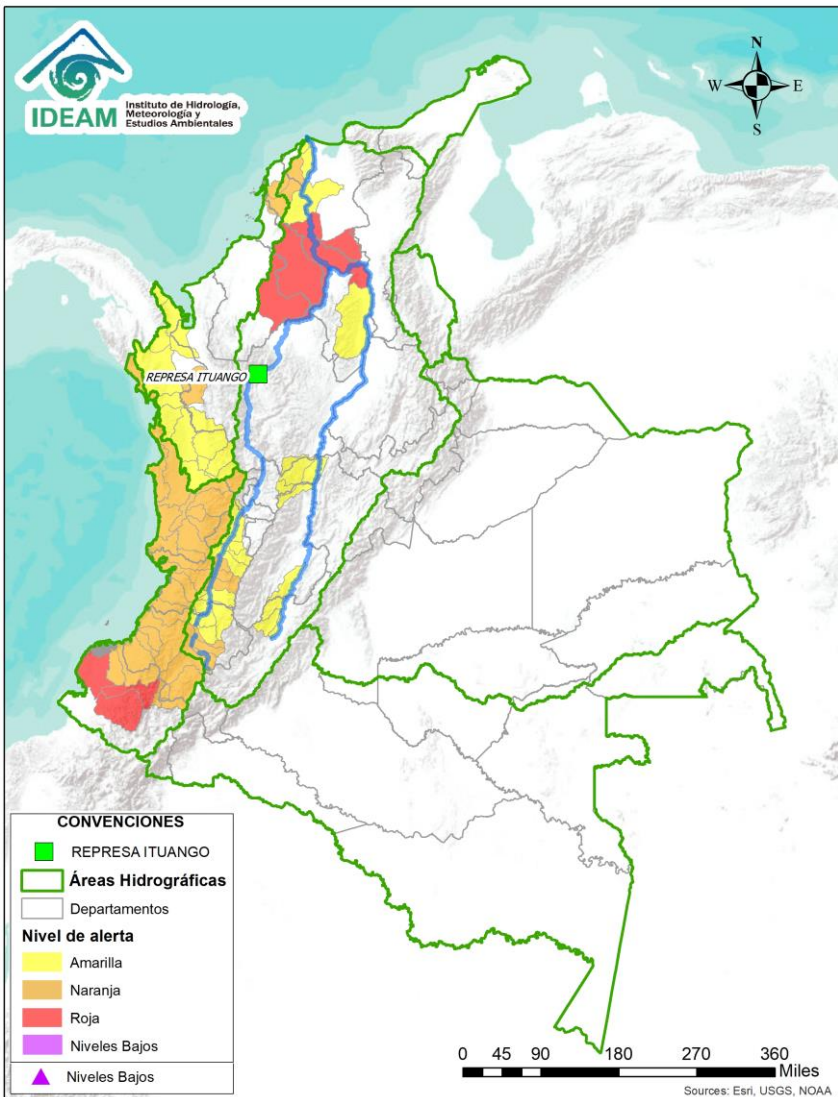 IDEAM
Instituto de Hidrología,
Meteorología y
Estudios Ambientales
N
W
E
S
REPRESA ITUANGO
CONVENCIONES
REPRESA ITUANGO
Áreas Hidrográficas
Departamentos
Nivel de alerta
Amarilla
Naranja
Roja
Niveles Bajos
Niveles Bajos
0 45 90 180 270 360
Miles
Sources: Esri, USGS, NOAA